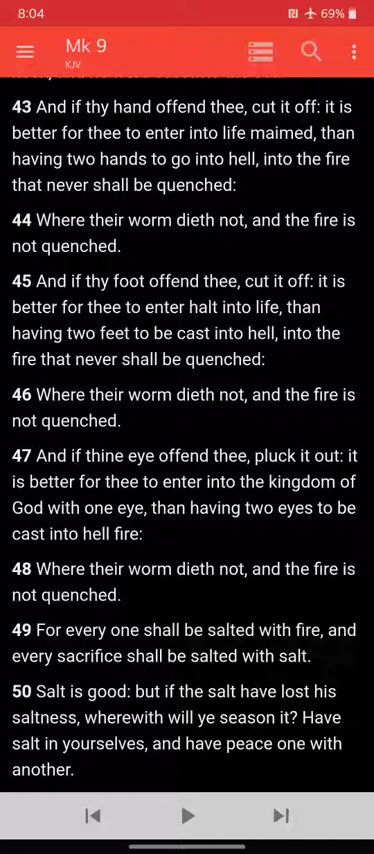 8:04
69%
Mk 9
KJV
43 And if thy hand offend thee, cut it off: it is
better for thee to enter into life maimed, than
having two hands to go into hell, into the fire
that never shall be quenched:
44 Where their worm dieth not, and the fire is
not quenched.
45 And if thy foot offend thee, cut it off: it is
better for thee to enter halt into life, than
having two feet to be cast into hell, into the
fire that never shall be quenched:
46 Where their worm dieth not, and the fire is
not quenched.
47 And if thine eye offend thee, pluck it out: it
is better for thee to enter into the kingdom of
God with one eye, than having two eyes to be
cast into hell fire:
48 Where their worm dieth not, and the fire is
not quenched.
49 For every one shall be salted with fire, and
every sacrifice shall be salted with salt.
50 Salt is good: but if the salt have lost his
saltness, wherewith will ye season it? Have
salt in yourselves, and have peace one with
another.